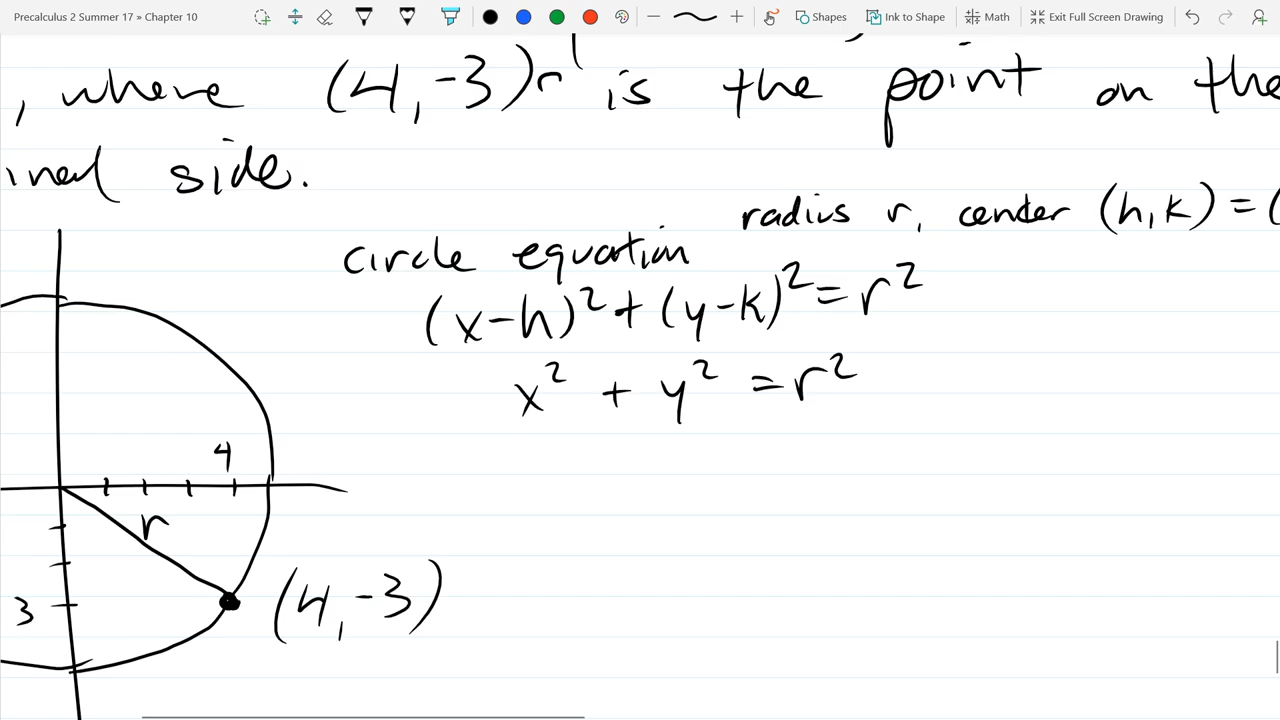 Precalculus 2 Summer 17 » Chapter 10
Shapes
Ink to Shape
Math
Exit Full Screen Drawing
, where (4, -3) is the point on the
inal side.
radius r, center (h, k) = (
circle equation
(x-h)² + (y-k)² = r²
x² + y² = r²
4
r
3
(4, -3)